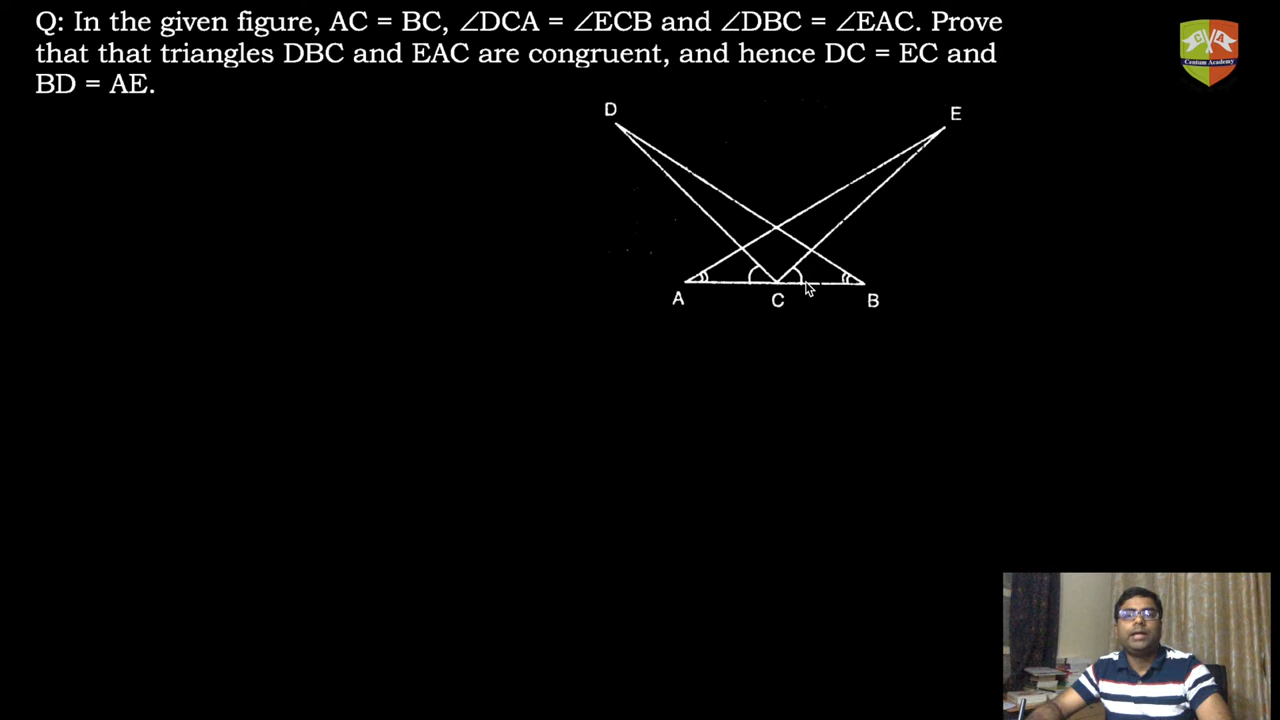 Q: In the given figure, AC = BC, ∠DCA = ∠ECB and ∠DBC = ∠EAC. Prove
that that triangles DBC and EAC are congruent, and hence DC = EC and
BD = AE.
C A
Centum Academy
D
E
A
C
B